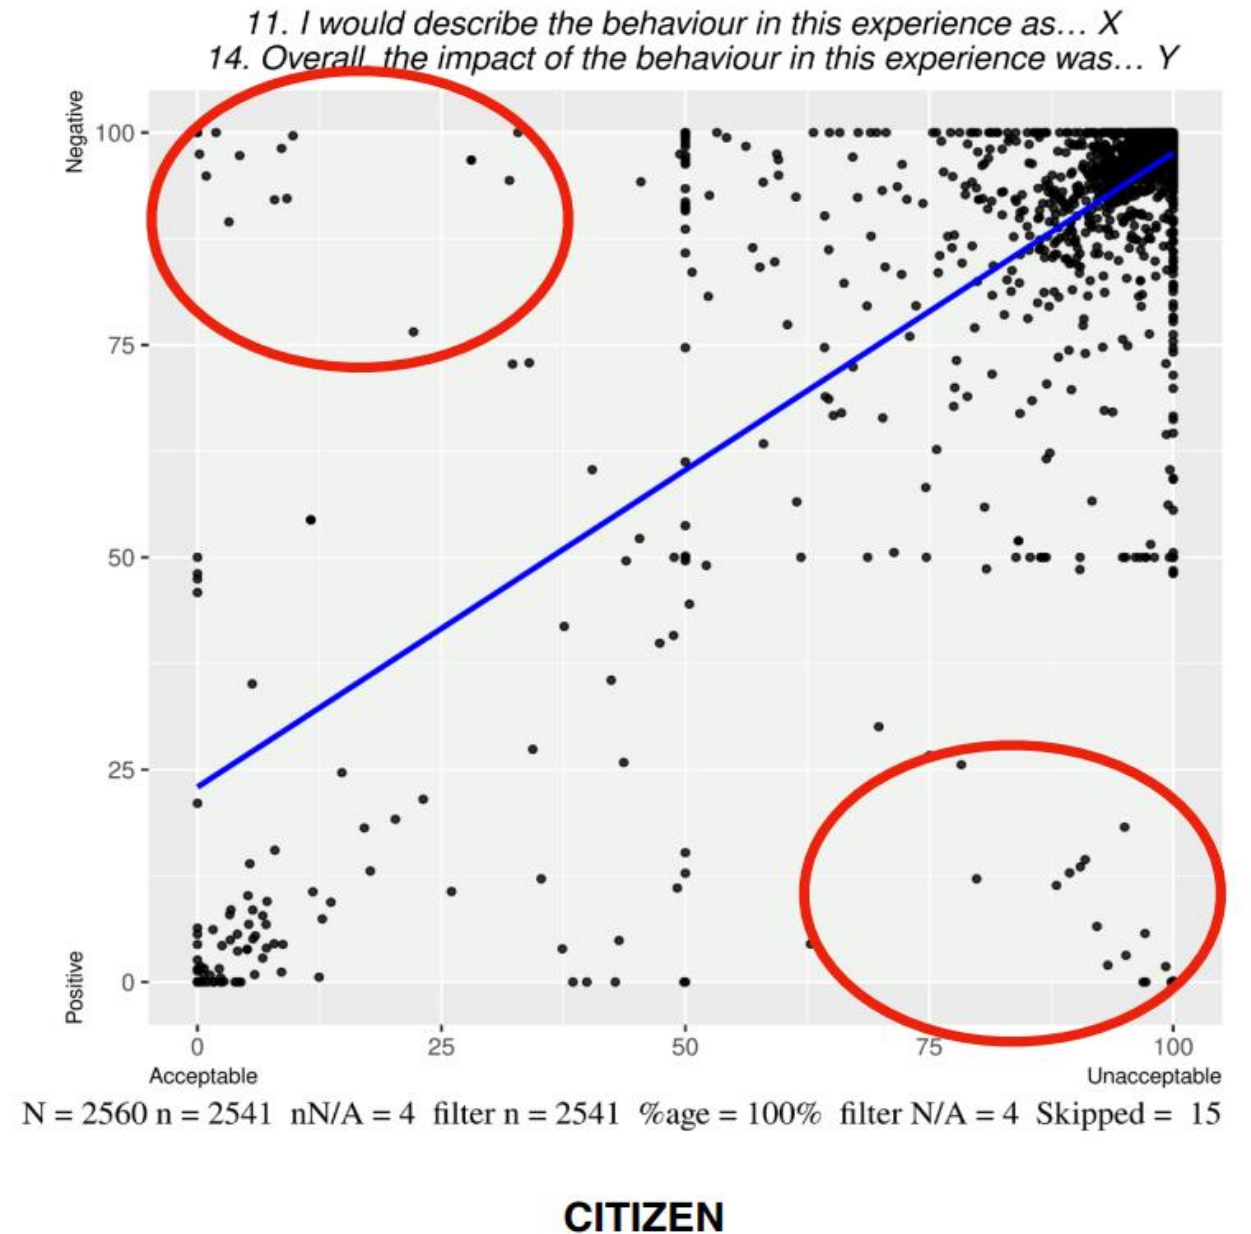 11. I would describe the behaviour in this experience as… X
14. Overall, the impact of the behaviour in this experience was… Y
Negative
100
75
50
25
0
Positive
0 25 50 75 100
Acceptable Unacceptable
N = 2560 n = 2541 nN/A = 4 filter n = 2541 %age = 100% filter N/A = 4 Skipped = 15
CITIZEN